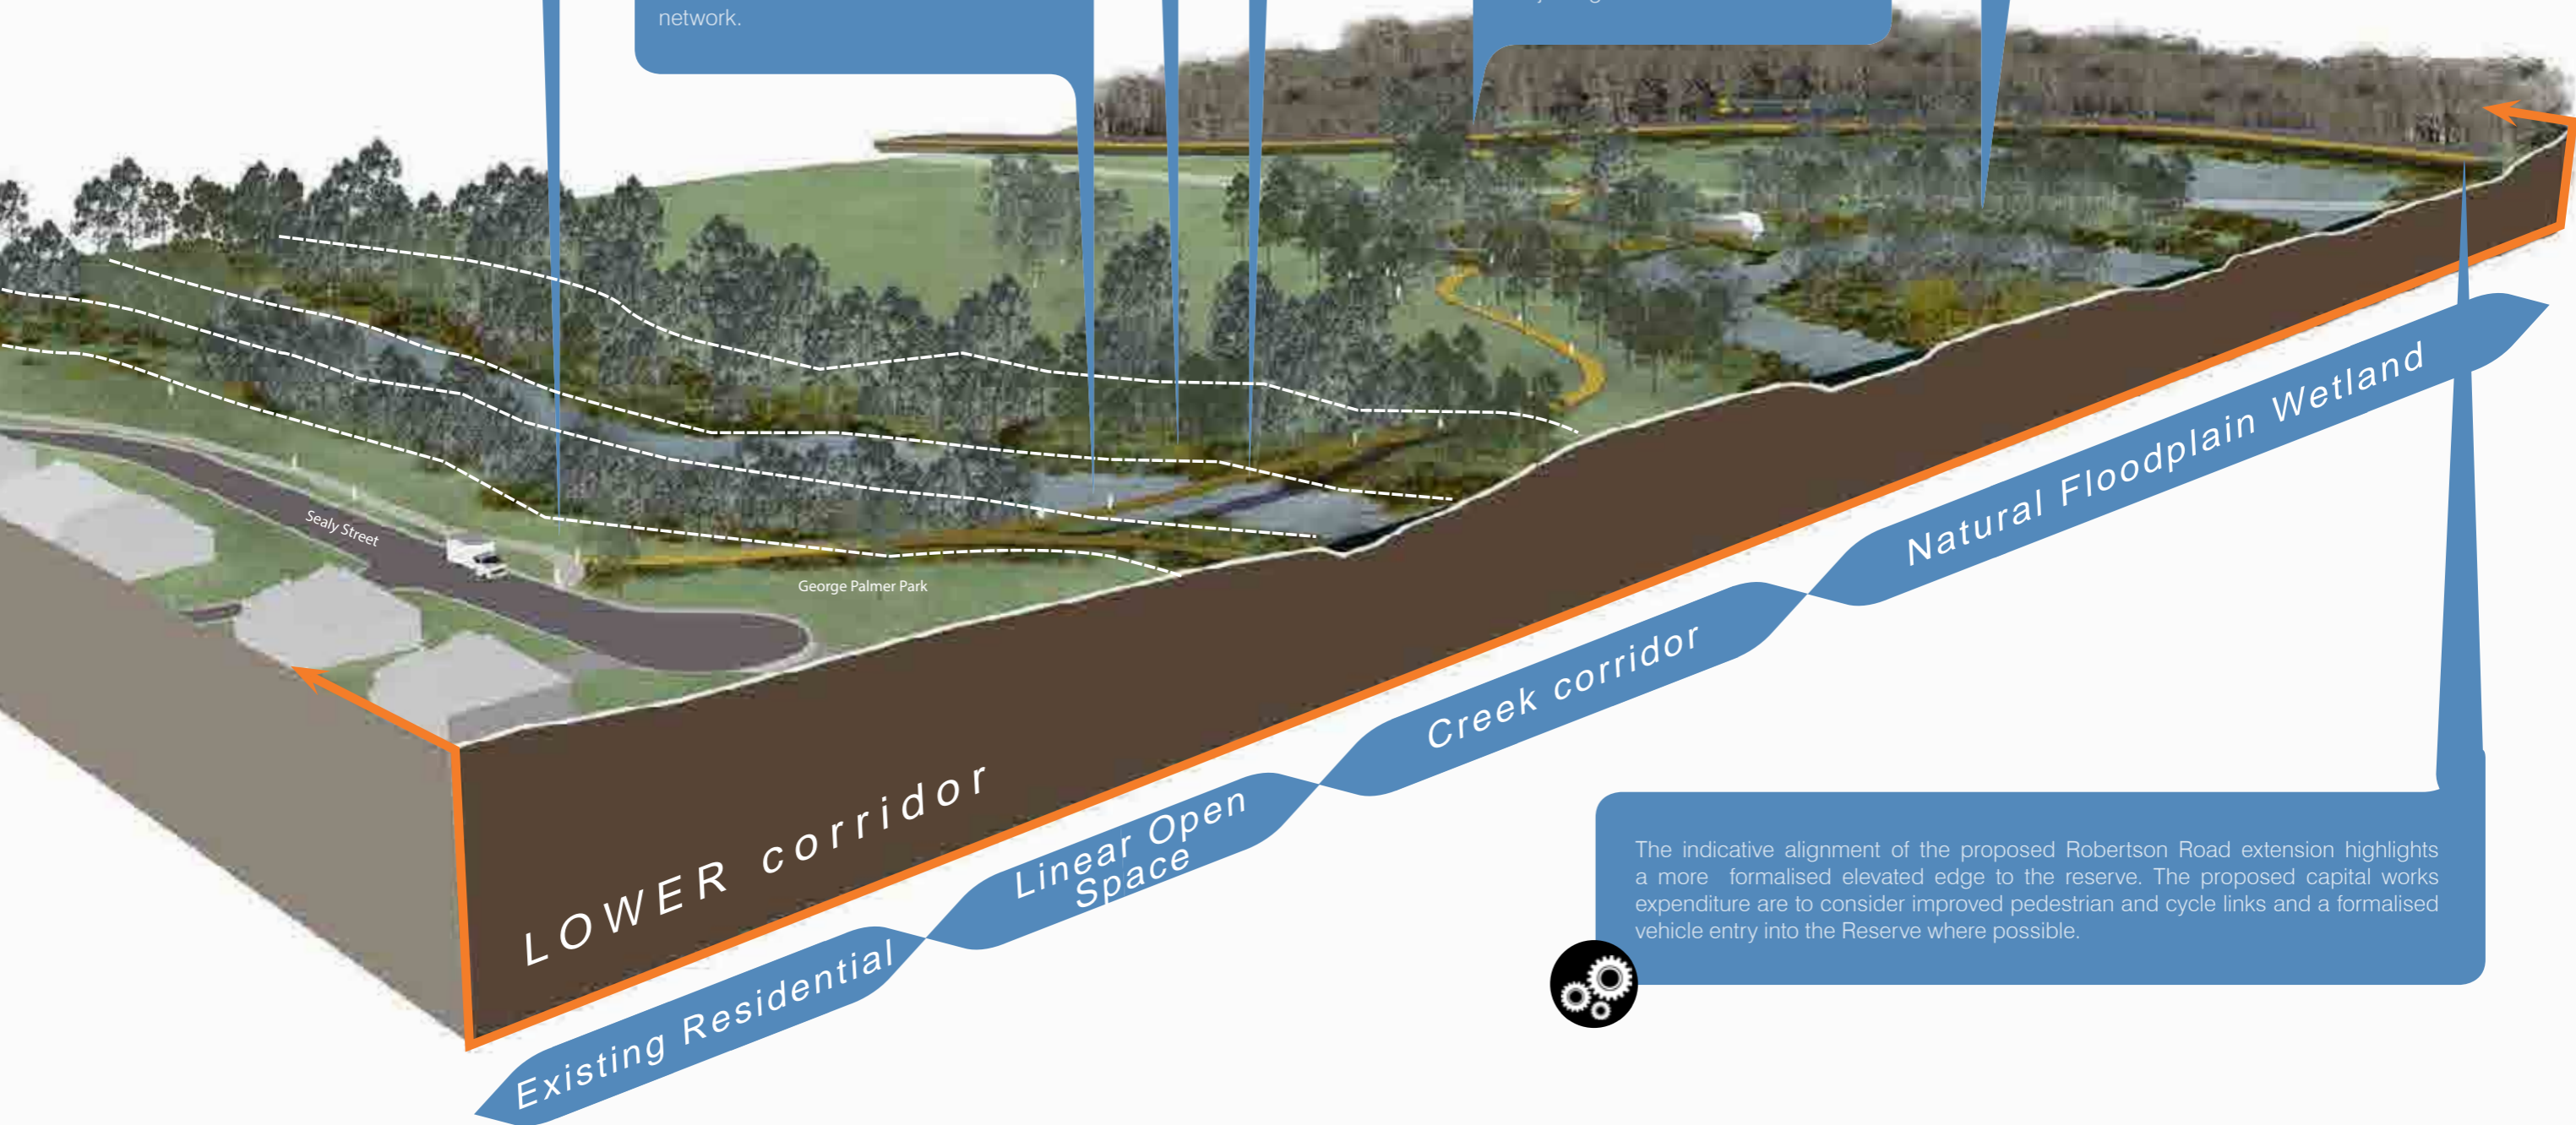 network.
Sealy Street
George Palmer Park
LOWER corridor
Existing Residential
Linear Open
Space
Creek corridor
Natural Floodplain Wetland
The indicative alignment of the proposed Robertson Road extension highlights
a more formalised elevated edge to the reserve. The proposed capital works
expenditure are to consider improved pedestrian and cycle links and a formalised
vehicle entry into the Reserve where possible.